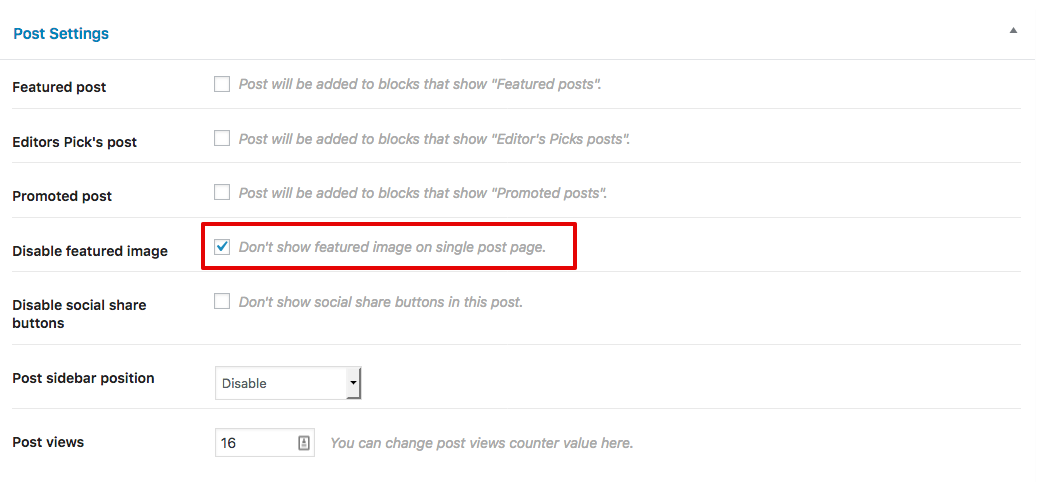 Post Settings
Featured post
Post will be added to blocks that show "Featured posts".
Editors Pick's post
Post will be added to blocks that show "Editor's Picks posts".
Promoted post
Post will be added to blocks that show "Promoted posts".
Disable featured image
Don't show featured image on single post page.
Disable social share
buttons
Don't show social share buttons in this post.
Post sidebar position
Disable
Post views
16
You can change post views counter value here.